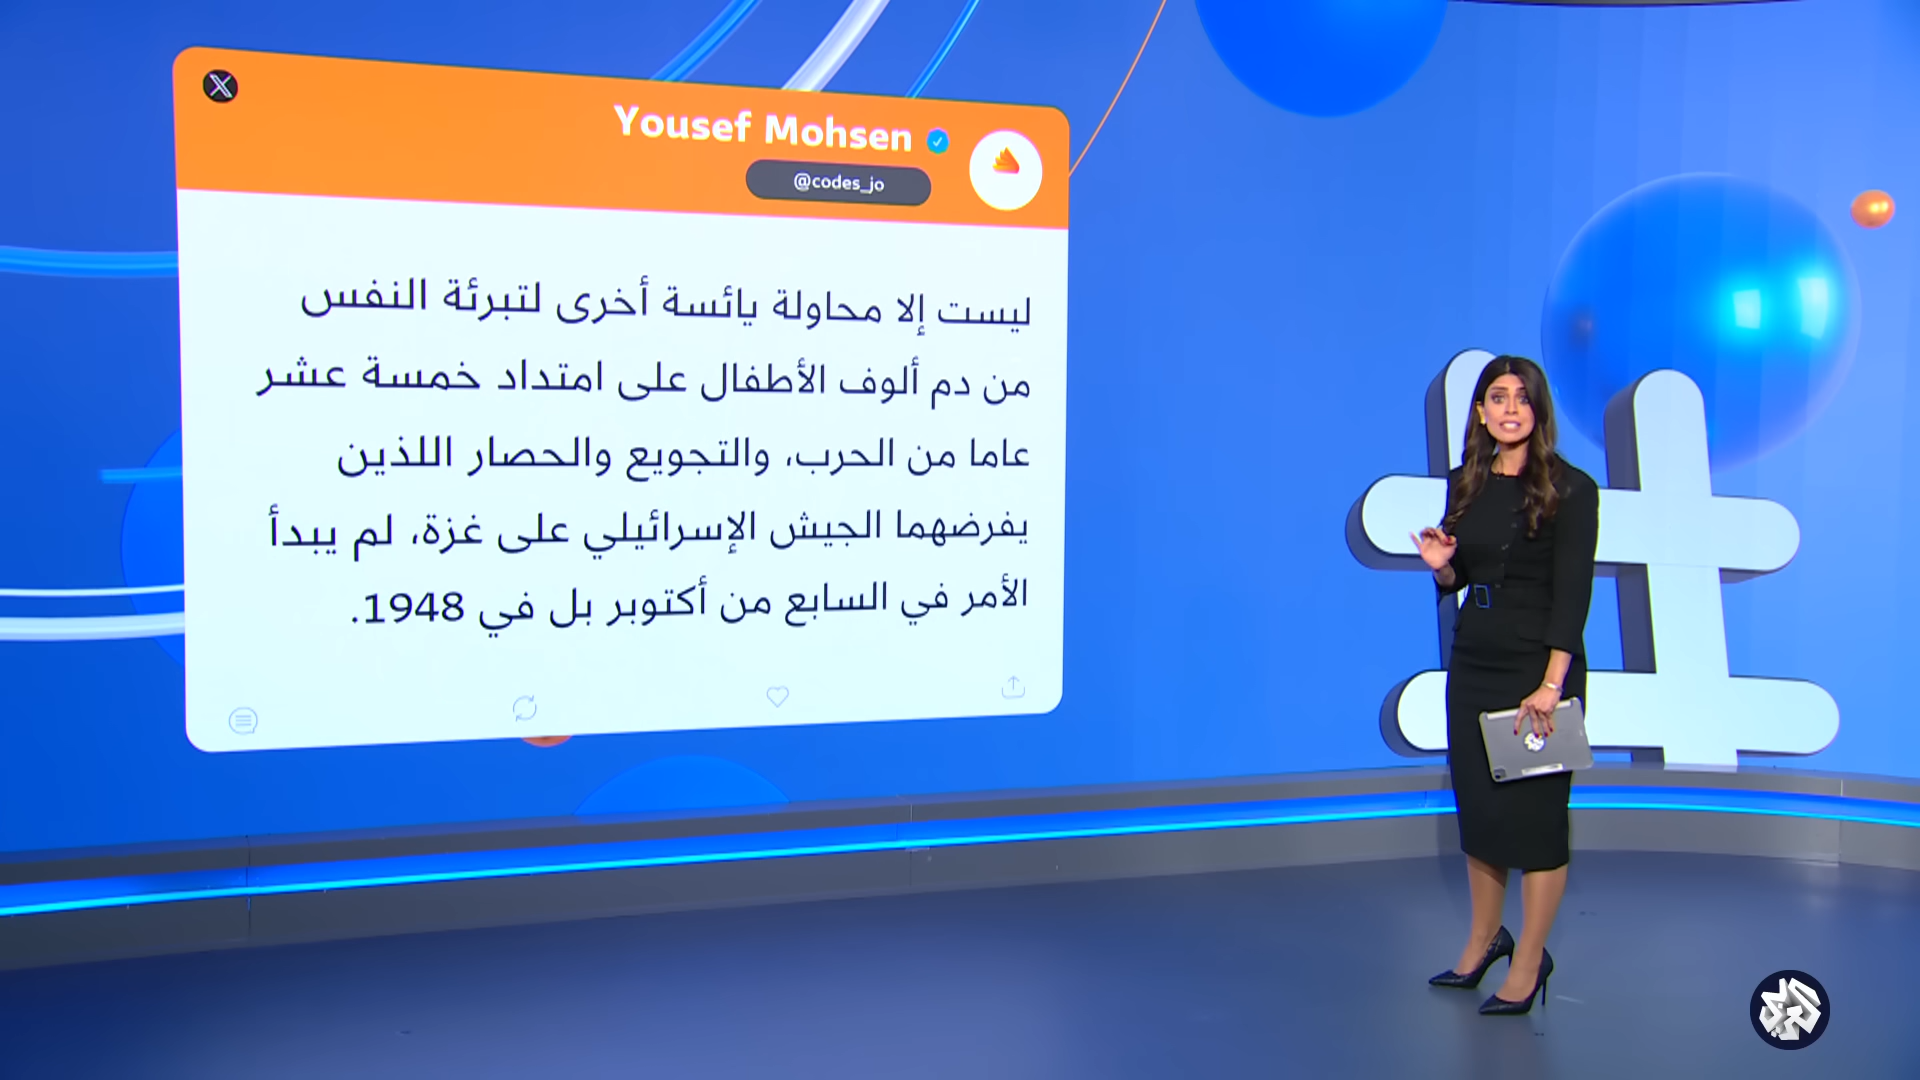 Yousef Mohsen
@codes_jo
ليست إلا محاولة يائسة أخرى لتبرئة النفس
من دم ألوف الأطفال على امتداد خمسة عشر
عاما من الحرب، والتجويع والحصار اللذين
يفرضهما الجيش الإسرائيلي على غزة، لم يبدأ
الأمر في السابع من أكتوبر بل في 1948.